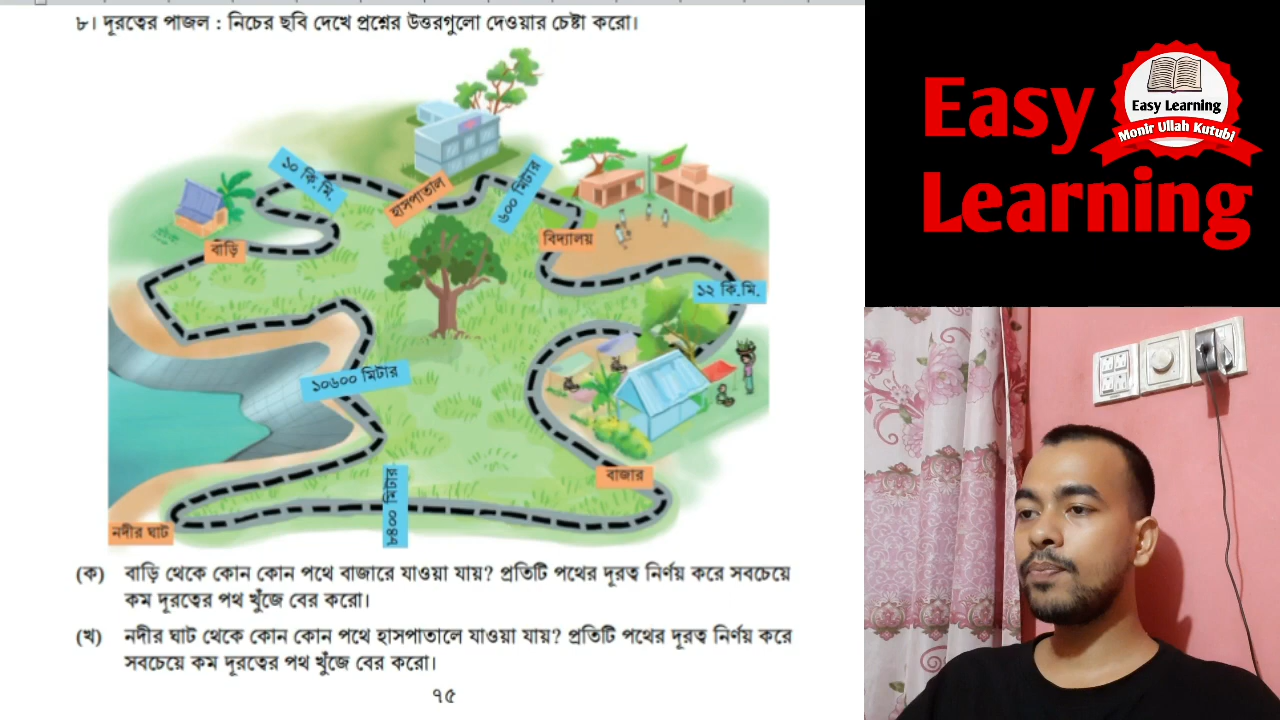 ৮। দূরত্বের পাজল : নিচের ছবি দেখে প্রশ্নের উত্তরগুলো দেওয়ার চেষ্টা করো।
১০ কি.মি.
হাসপাতাল
৬০০ মিটার
বিদ্যালয়
বাড়ি
১২ কি.মি.
১০৬০০ মিটার
বাজার
৮৪০০ মিটার
নদীর ঘাট
(ক) বাড়ি থেকে কোন কোন পথে বাজারে যাওয়া যায়? প্রতিটি পথের দূরত্ব নির্ণয় করে সবচেয়ে
কম দূরত্বের পথ খুঁজে বের করো।
(খ) নদীর ঘাট থেকে কোন কোন পথে হাসপাতালে যাওয়া যায়? প্রতিটি পথের দূরত্ব নির্ণয় করে
সবচেয়ে কম দূরত্বের পথ খুঁজে বের করো।
৭৫
Easy
Learning
Easy Learning
Monir Ullah Kutubi